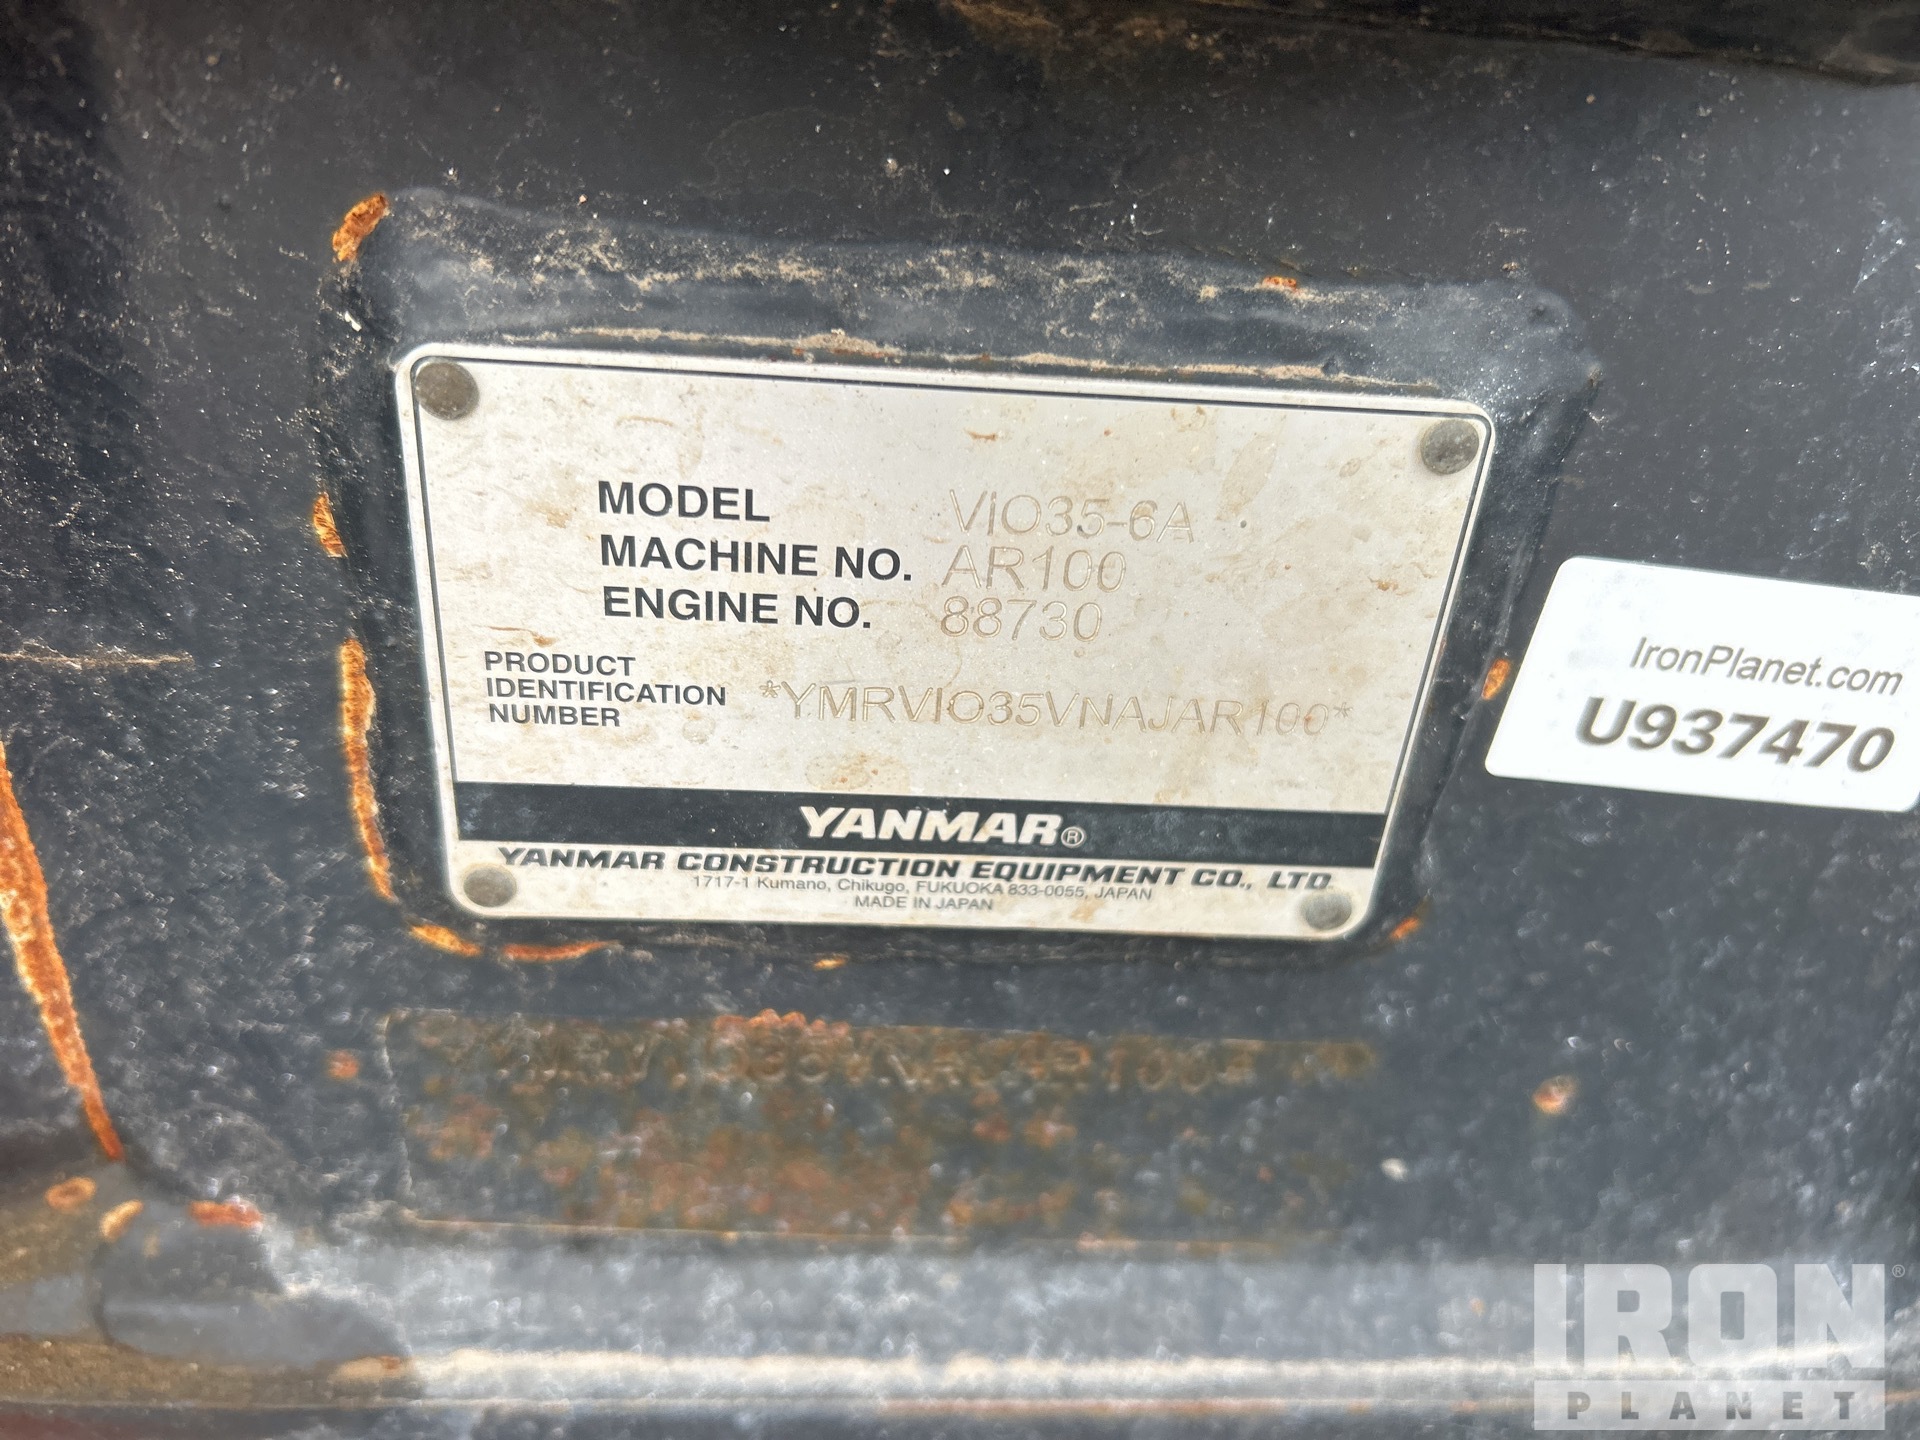 MODEL ViO35-6A
MACHINE NO. AR100
ENGINE NO. 88730
PRODUCT
IDENTIFICATION
NUMBER
*YMRVIO35VNAJAR100*
YANMAR®
YANMAR CONSTRUCTION EQUIPMENT CO., LTD.
1717-1 Kumano, Chikugo, FUKUOKA 833-0055, JAPAN
MADE IN JAPAN
IronPlanet.com
U937470
YMRVIO35VNAJAR100*
IRON®
PLANET